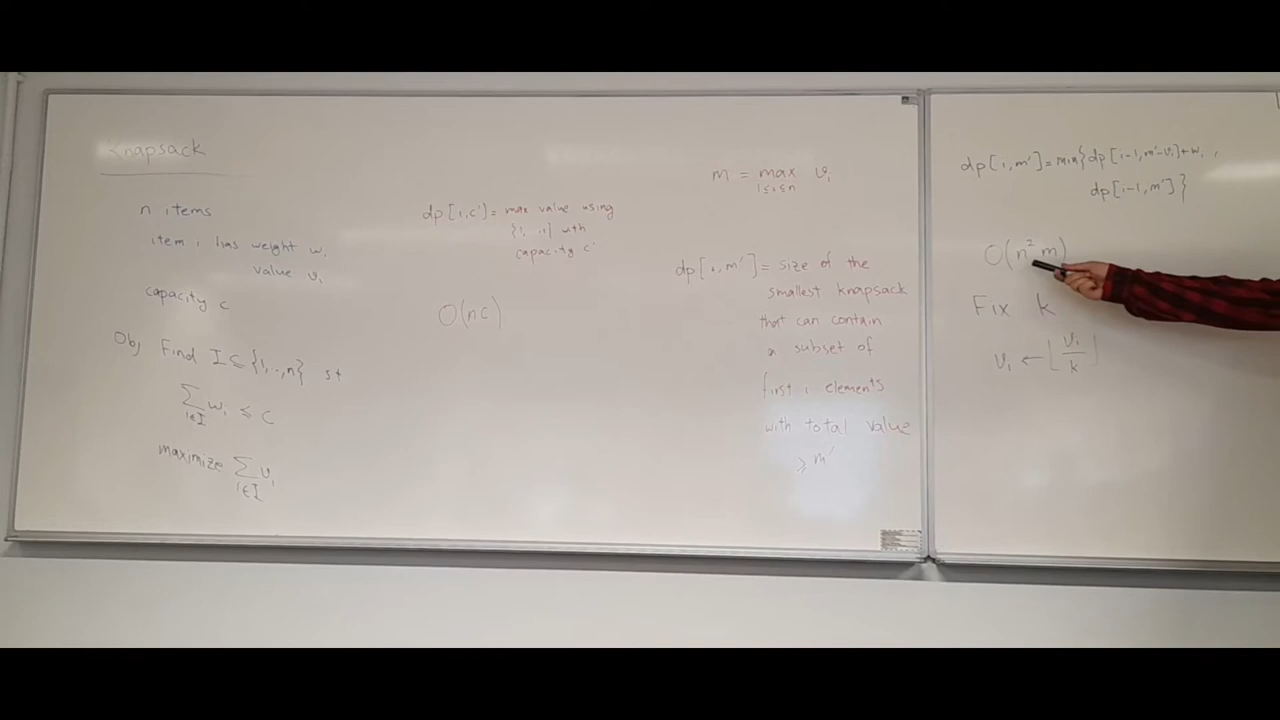 Knapsack
n items
item i has weight wᵢ
value vᵢ
capacity c
Obj Find I ⊆ {1,..,n} st
∑_{i∈I} wᵢ ≤ c
maximize ∑_{i∈I} vᵢ
dp[i,c'] = max value using
{1,..,i} with
capacity c'
O(nc)
m = max_{1≤i≤n} vᵢ
dp[i,m'] = size of the
smallest knapsack
that can contain
a subset of
first i elements
with total value
≥ m'
dp[i,m'] = min{dp[i-1,m'-vᵢ]+wᵢ ,
dp[i-1,m']}
O(n²m)
Fix k
vᵢ ← ⌊vᵢ/k⌋